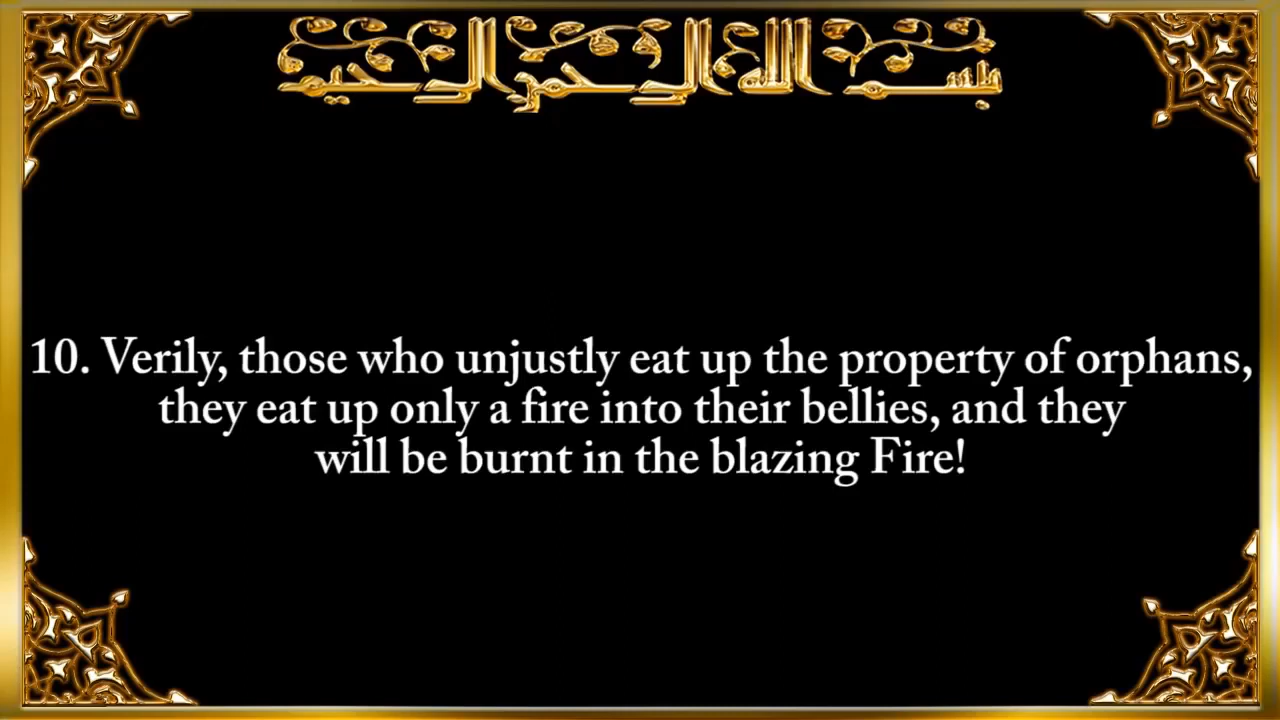 بسم الله الرحمن الرحيم
10. Verily, those who unjustly eat up the property of orphans,
they eat up only a fire into their bellies, and they
will be burnt in the blazing Fire!